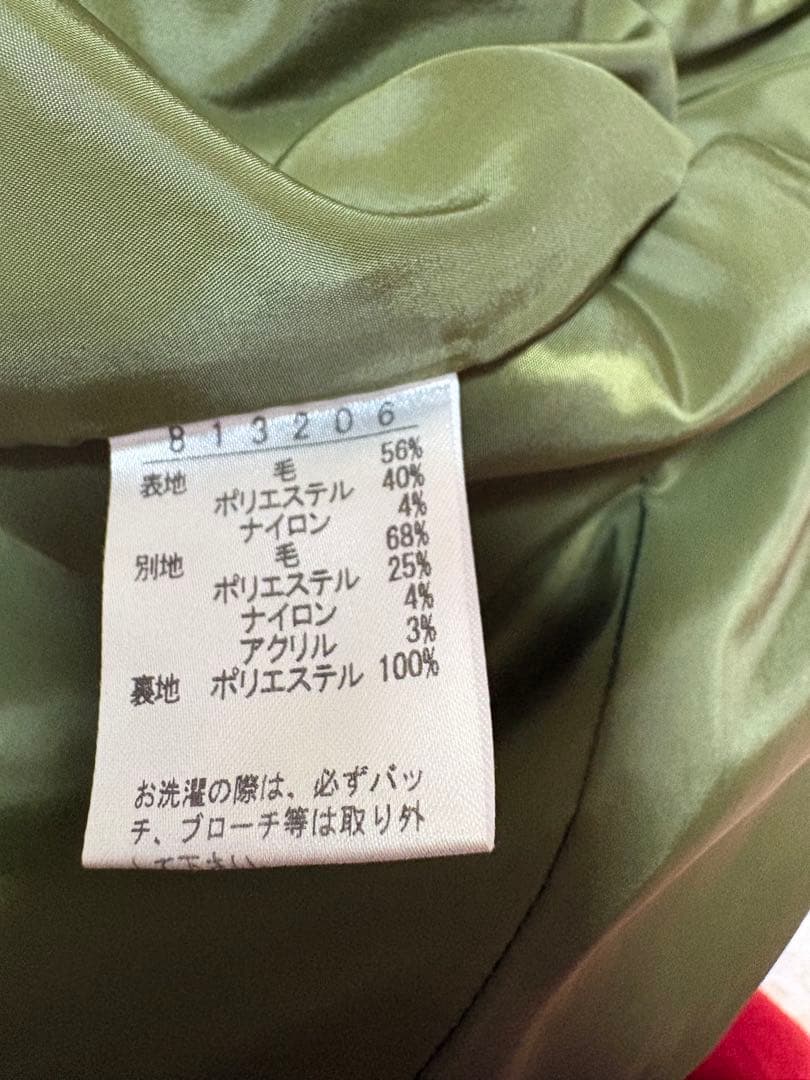 813206
表地 毛 56%
ポリエステル 40%
ナイロン 4%
別地 毛 68%
ポリエステル 25%
ナイロン 4%
アクリル 3%
裏地 ポリエステル 100%
お洗濯の際は、必ずバッ
チ、ブローチ等は取り外